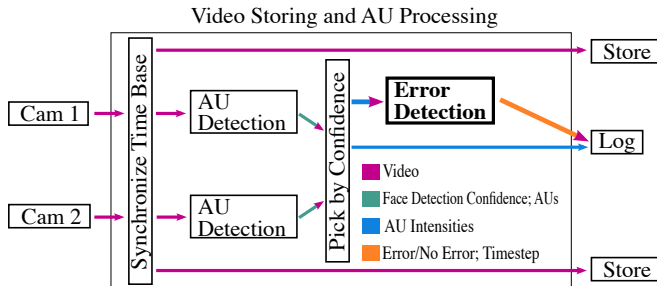 Video Storing and AU Processing
Synchronize Time Base
Store
Cam 1
AU
Detection
Pick by Confidence
Error
Detection
Log
Video
Face Detection Confidence; AUs
AU Intensities
Error/No Error; Timestep
Cam 2
AU
Detection
Store